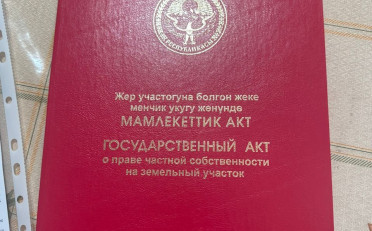 Жер участогуна болгон жеке
менчик укугу жөнүндө
МАМЛЕКЕТТИК АКТ
ГОСУДАРСТВЕННЫЙ АКТ
о праве частной собственности
на земельный участок